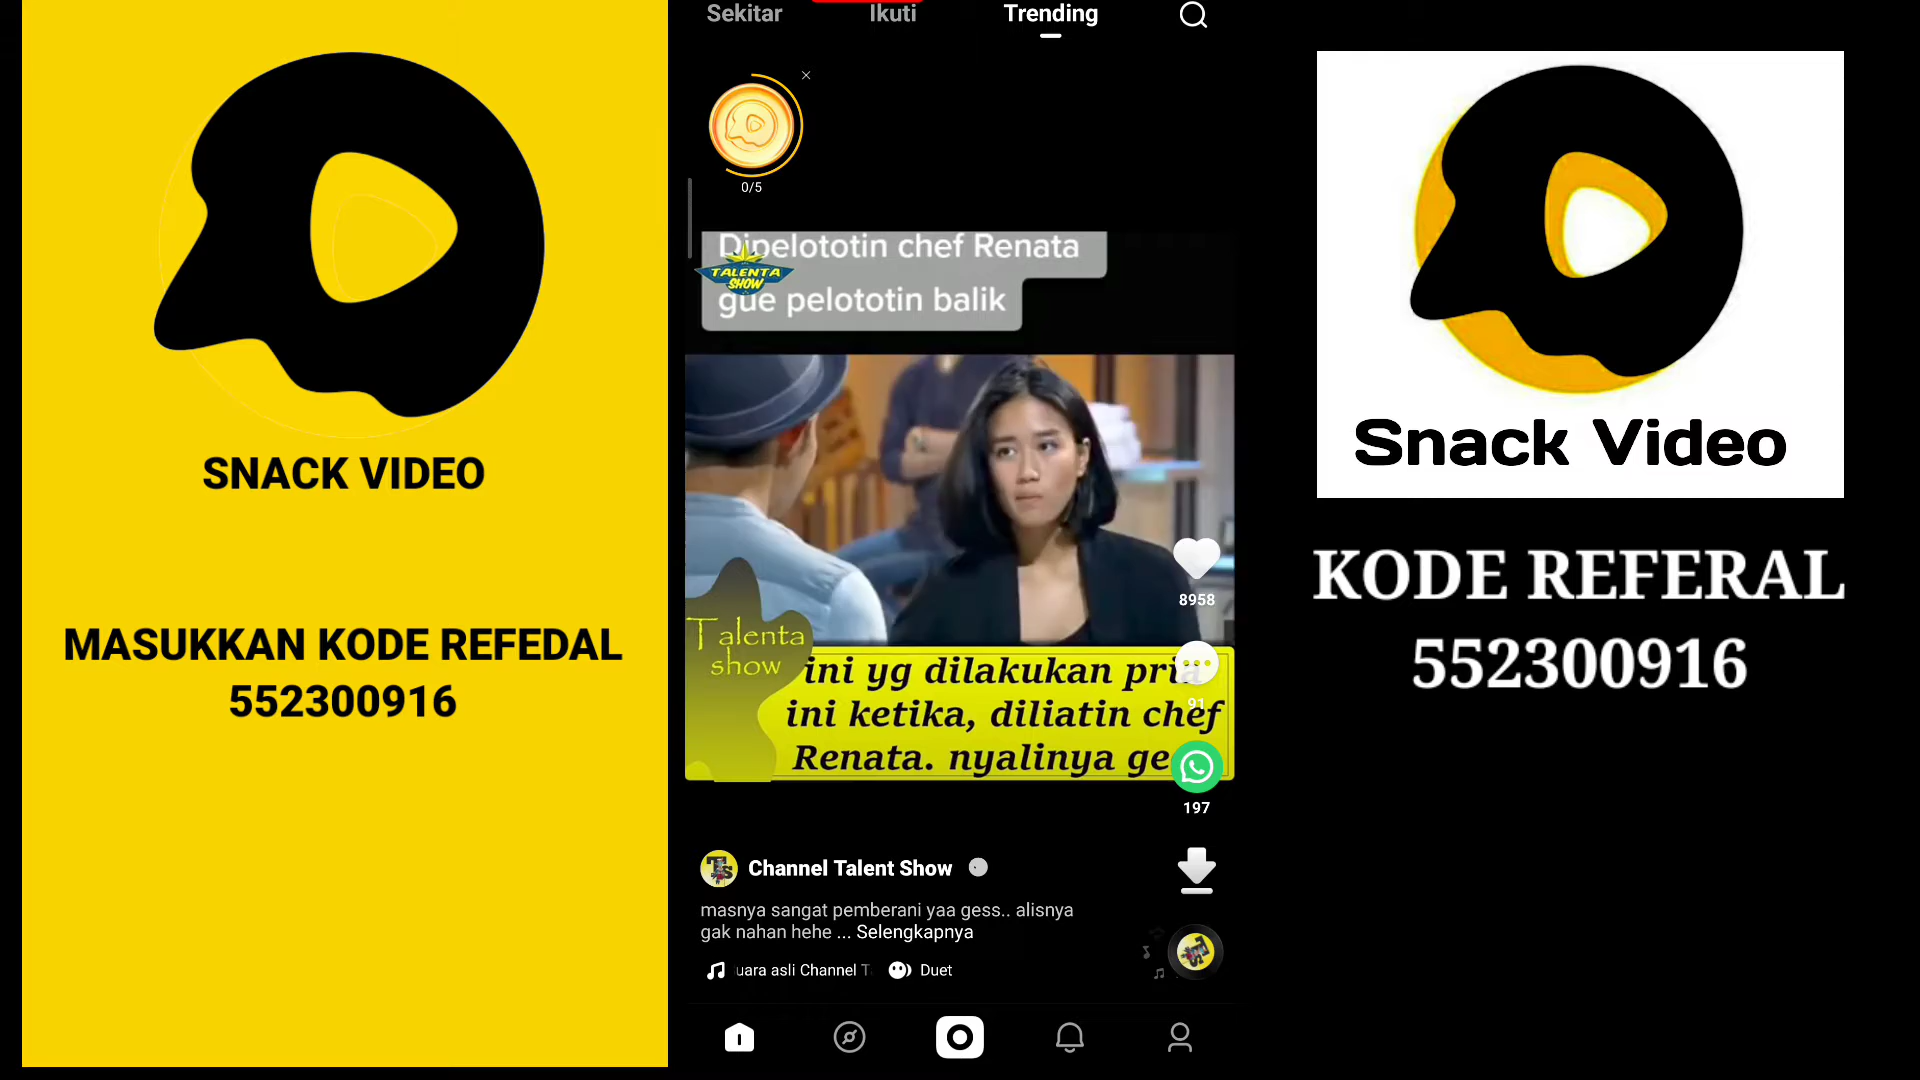 SNACK VIDEO
MASUKKAN KODE REFEDAL
552300916
Sekitar
Ikuti
Trending
0/5
Dipelototin chef Renata
gue pelototin balik
TALENTA
SHOW
Talenta
show
ini yg dilakukan pria
ini ketika, diliatin chef
Renata. nyalinya ge
8958
91
197
Channel Talent Show
masnya sangat pemberani yaa gess.. alisnya
gak nahan hehe ... Selengkapnya
uara asli Channel T
Duet
Snack Video
KODE REFERAL
552300916